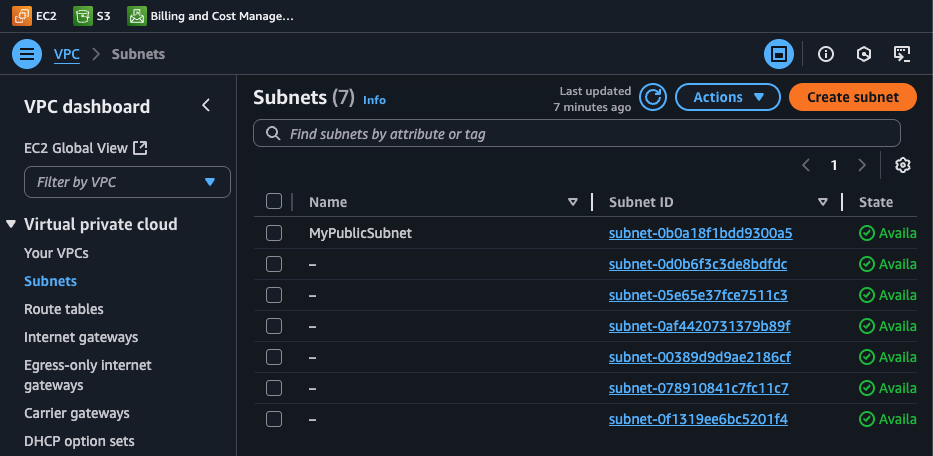 EC2 S3 Billing and Cost Manage...
VPC > Subnets
VPC dashboard
EC2 Global View
Filter by VPC
Virtual private cloud
Your VPCs
Subnets
Route tables
Internet gateways
Egress-only internet
gateways
Carrier gateways
DHCP option sets
Subnets (7) Info
Last updated
7 minutes ago
Actions
Create subnet
Find subnets by attribute or tag
1
Name Subnet ID State
MyPublicSubnet subnet-0b0a18f1bdd9300a5 Availa
– subnet-0d0b6f3c3de8bdfdc Availa
– subnet-05e65e37fce7511c3 Availa
– subnet-0af4420731379b89f Availa
– subnet-00389d9d9ae2186cf Availa
– subnet-078910841c7fc11c7 Availa
– subnet-0f1319ee6bc5201f4 Availa